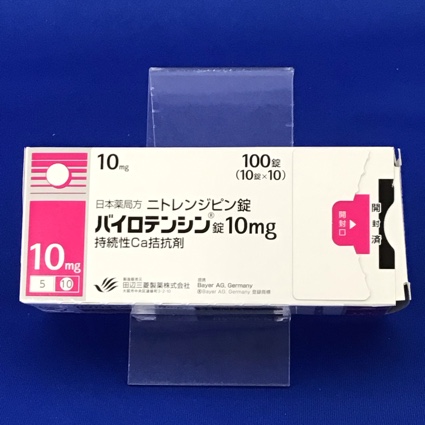 10mg 100錠
(10錠×10)
日本薬局方 ニトレンジピン錠
バイロテンシン®錠10mg
持続性Ca拮抗剤
10mg
5 10
田辺三菱製薬株式会社
提携
Bayer AG, Germany
開封口
開封済